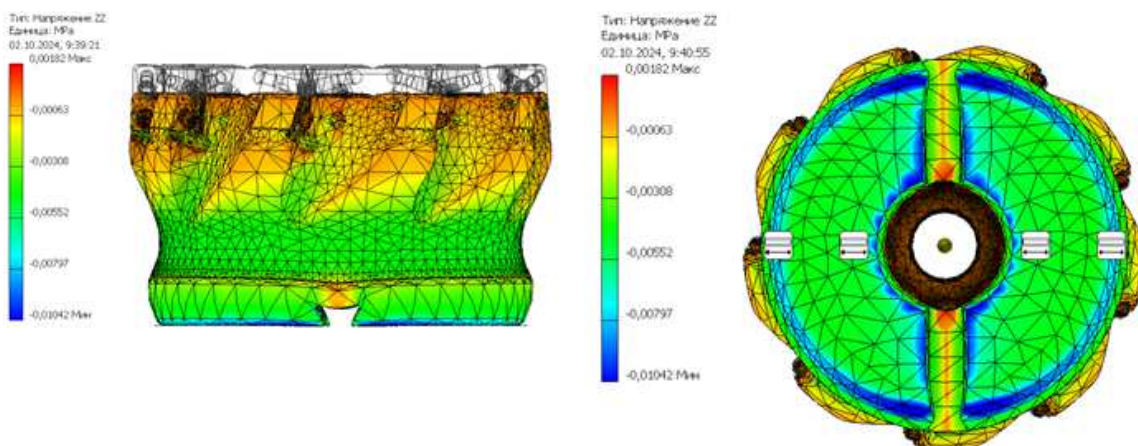 Тип: Напряжение ZZ
Единица: MPa
02.10.2024, 9:39:21
0,00182 Макс
-0,00063
-0,00308
-0,00552
-0,00797
-0,01042 Мин
Тип: Напряжение ZZ
Единица: MPa
02.10.2024, 9:40:55
0,00182 Макс
-0,00063
-0,00308
-0,00552
-0,00797
-0,01042 Мин